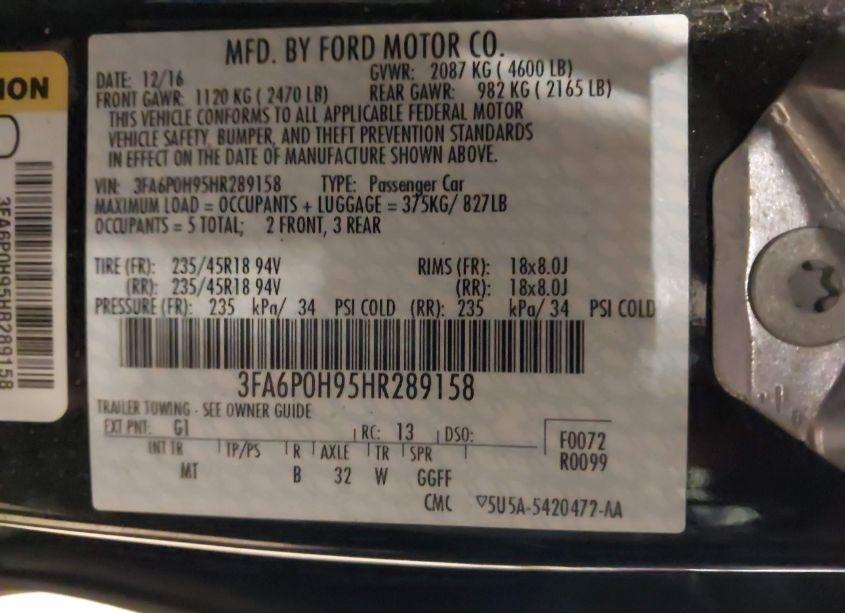 MFD. BY FORD MOTOR CO.
DATE: 12/16 GVWR: 2087 KG ( 4600 LB)
FRONT GAWR: 1120 KG ( 2470 LB) REAR GAWR: 982 KG ( 2165 LB)
THIS VEHICLE CONFORMS TO ALL APPLICABLE FEDERAL MOTOR
VEHICLE SAFETY, BUMPER, AND THEFT PREVENTION STANDARDS
IN EFFECT ON THE DATE OF MANUFACTURE SHOWN ABOVE.
VIN: 3FA6P0H95HR289158 TYPE: Passenger Car
MAXIMUM LOAD = OCCUPANTS + LUGGAGE = 375KG/ 827LB
OCCUPANTS = 5 TOTAL; 2 FRONT, 3 REAR
TIRE (FR): 235/45R18 94V RIMS (FR): 18x8.0J
(RR): 235/45R18 94V (RR): 18x8.0J
PRESSURE (FR): 235 kPa/ 34 PSI COLD (RR): 235 kPa/ 34 PSI COLD
3FA6P0H95HR289158
TRAILER TOWING - SEE OWNER GUIDE
EXT PNT: G1 RC: 13 DSO: F0072
INT TR TP/PS R AXLE TR SPR R0099
MT B 32 W GGFF
CMC ▽5U5A-5420472-AA
ION
3FA6P0H95HR289158